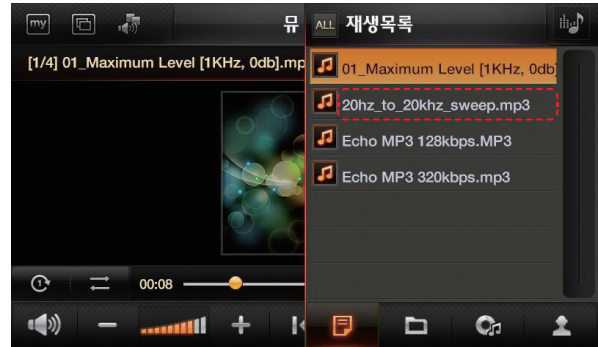 my
뮤
ALL 재생목록
[1/4] 01_Maximum Level [1KHz, 0db].mp
01_Maximum Level [1KHz, 0db]
20hz_to_20khz_sweep.mp3
Echo MP3 128kbps.MP3
Echo MP3 320kbps.mp3
1
00:08